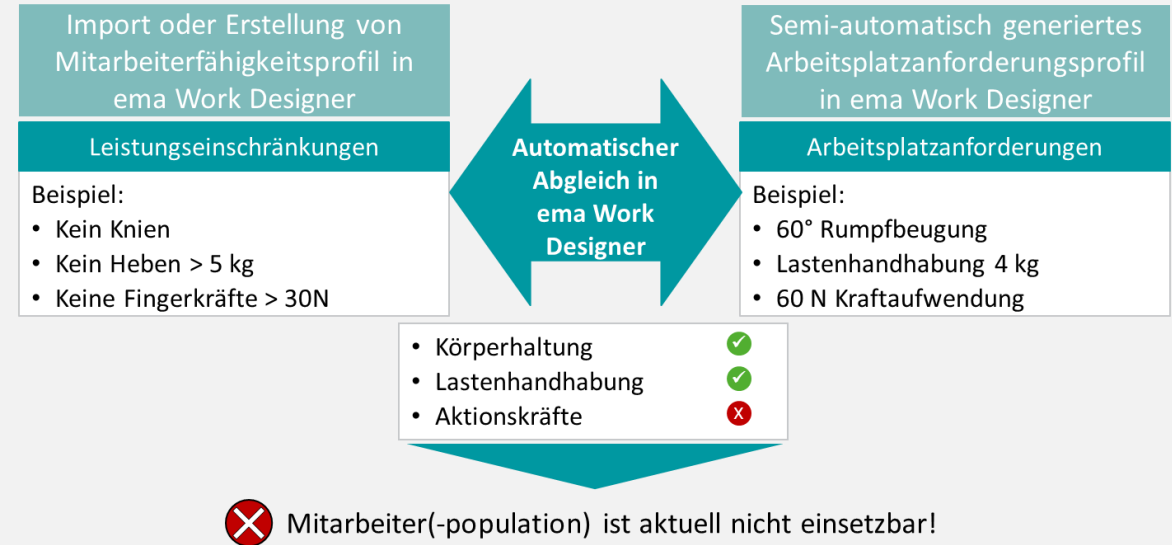 Import oder Erstellung von
Mitarbeiterfähigkeitsprofil in
ema Work Designer
Leistungseinschränkungen
Beispiel:
• Kein Knien
• Kein Heben > 5 kg
• Keine Fingerkräfte > 30N
Automatischer
Abgleich in
ema Work
Designer
Semi-automatisch generiertes
Arbeitsplatzanforderungsprofil
in ema Work Designer
Arbeitsplatzanforderungen
Beispiel:
• 60° Rumpfbeugung
• Lastenhandhabung 4 kg
• 60 N Kraftaufwendung
• Körperhaltung
• Lastenhandhabung
• Aktionskräfte
Mitarbeiter(-population) ist aktuell nicht einsetzbar!